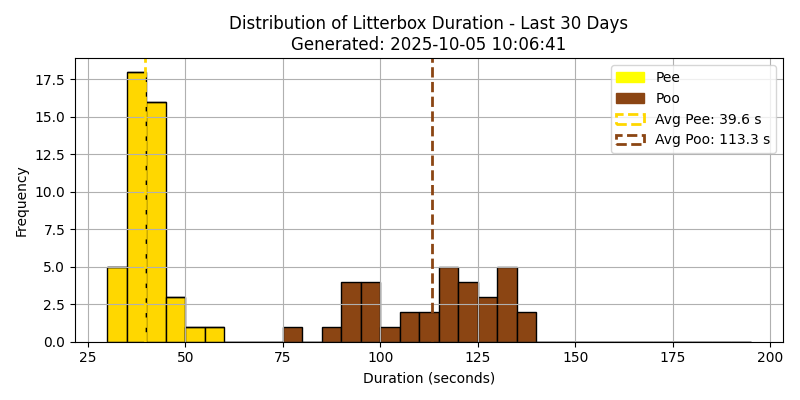 Distribution of Litterbox Duration - Last 30 Days
Generated: 2025-10-05 10:06:41
Pee
Poo
Avg Pee: 39.6 s
Avg Poo: 113.3 s
Frequency
17.5
15.0
12.5
10.0
7.5
5.0
2.5
0.0
25 50 75 100 125 150 175 200
Duration (seconds)